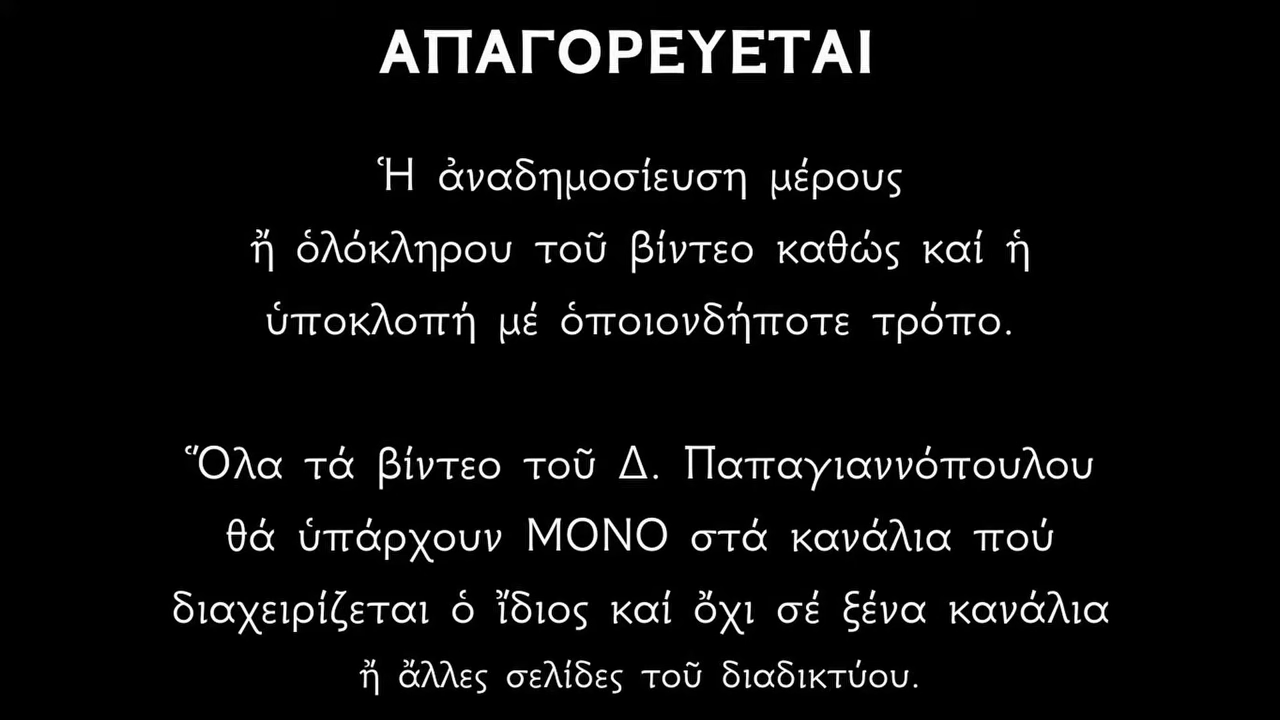 ΑΠΑΓΟΡΕΥΕΤΑΙ
Ἡ ἀναδημοσίευση μέρους
ἤ ὁλόκληρου τοῦ βίντεο καθώς καί ἡ
ὑποκλοπή μέ ὁποιονδήποτε τρόπο.
Ὅλα τά βίντεο τοῦ Δ. Παπαγιαννόπουλου
θά ὑπάρχουν ΜΟΝΟ στά κανάλια πού
διαχειρίζεται ὁ ἴδιος καί ὄχι σέ ξένα κανάλια
ἤ ἄλλες σελίδες τοῦ διαδικτύου.